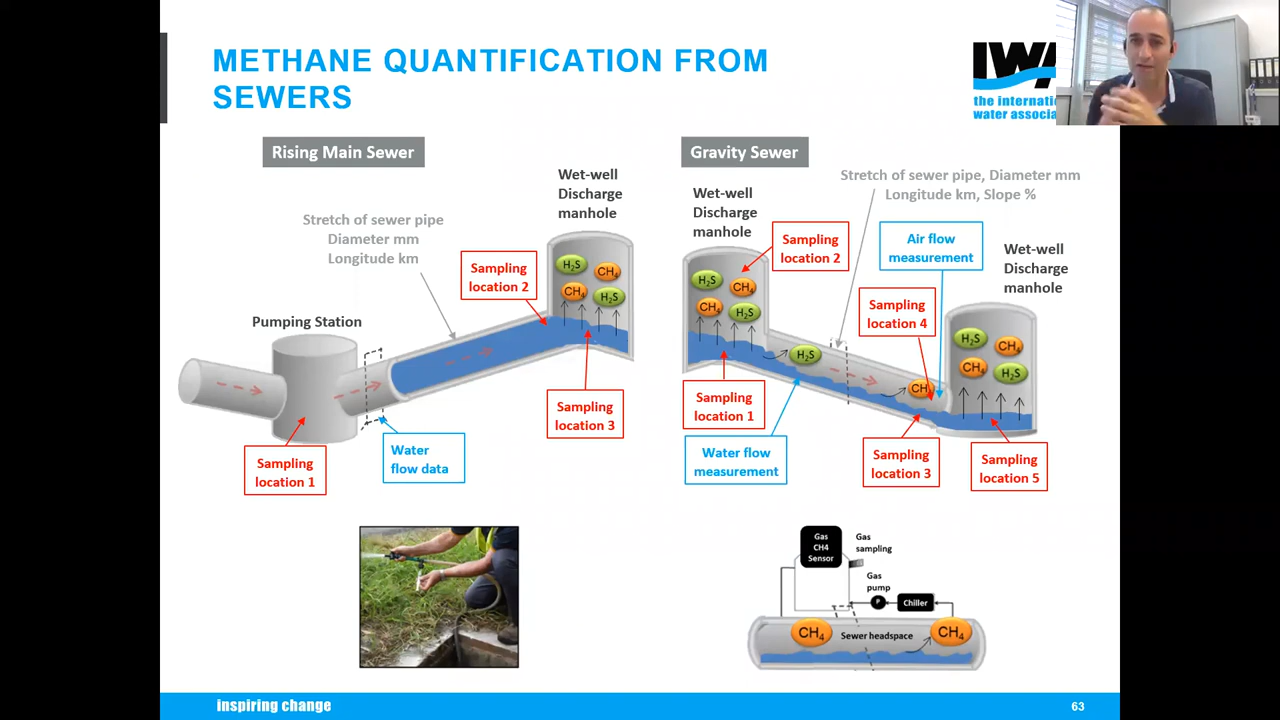 METHANE QUANTIFICATION FROM
SEWERS
IWA
the internati
water associa
Rising Main Sewer
Stretch of sewer pipe
Diameter mm
Longitude km
Wet-well
Discharge
manhole
Sampling
location 2
H₂S
CH₄
CH₄
H₂S
Pumping Station
Sampling
location 1
Water
flow data
Sampling
location 3
Gravity Sewer
Wet-well
Discharge
manhole
Sampling
location 2
Stretch of sewer pipe, Diameter mm
Longitude km, Slope %
Air flow
measurement
Wet-well
Discharge
manhole
H₂S
CH₄
CH₄
H₂S
Sampling
location 4
H₂S
CH₄
H₂S
CH₄
CH₄
H₂S
Sampling
location 1
Water flow
measurement
Sampling
location 3
Sampling
location 5
Gas
CH4
Sensor
Gas
sampling
Gas
pump
P
Chiller
CH₄
Sewer headspace
CH₄
inspiring change
63